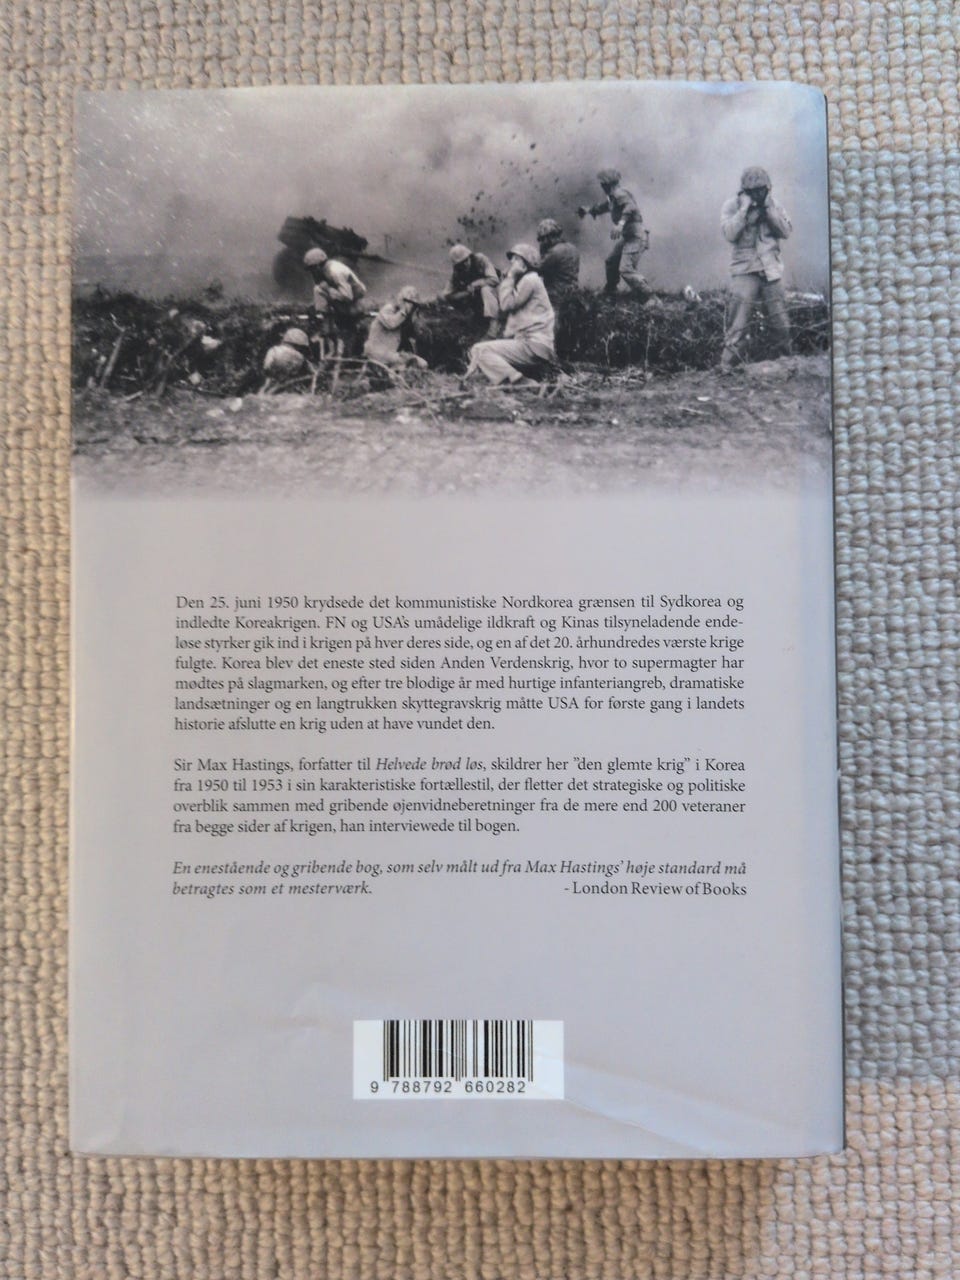 Den 25. juni 1950 krydsede det kommunistiske Nordkorea grænsen til Sydkorea og
indledte Koreakrigen. FN og USA's umådelige ildkraft og Kinas tilsyneladende ende-
løse styrker gik ind i krigen på hver deres side, og en af det 20. århundredes værste krige
fulgte. Korea blev det eneste sted siden Anden Verdenskrig, hvor to supermagter har
mødtes på slagmarken, og efter tre blodige år med hurtige infanteriangreb, dramatiske
landsætninger og en langtrukken skyttegravskrig måtte USA for første gang i landets
historie afslutte en krig uden at have vundet den.
Sir Max Hastings, forfatter til Helvede brød løs, skildrer her ”den glemte krig” i Korea
fra 1950 til 1953 i sin karakteristiske fortællestil, der fletter det strategiske og politiske
overblik sammen med gribende øjenvidneberetninger fra de mere end 200 veteraner
fra begge sider af krigen, han interviewede til bogen.
En enestående og gribende bog, som selv målt ud fra Max Hastings' høje standard må
betragtes som et mesterværk. - London Review of Books
9 788792 660282